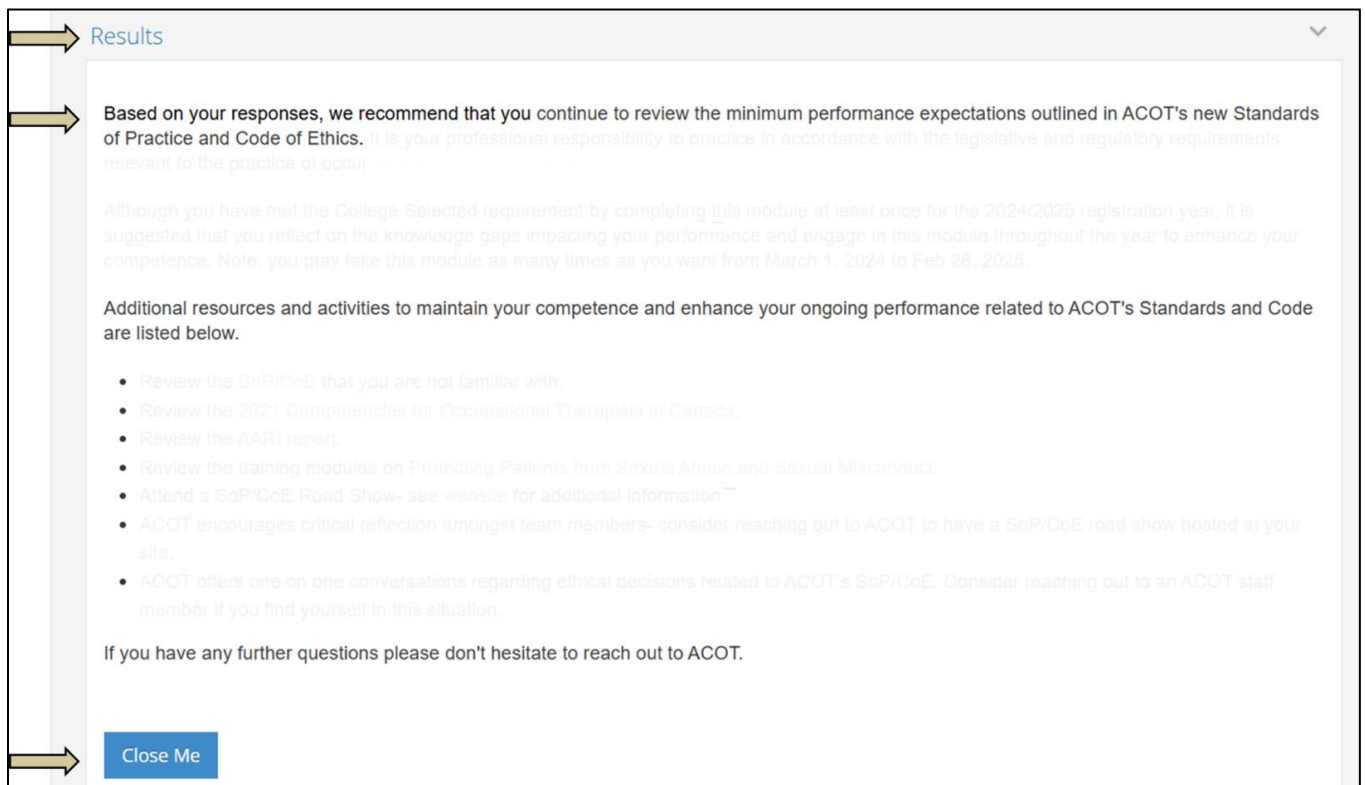 Results
Based on your responses, we recommend that you continue to review the minimum performance expectations outlined in ACOT's new Standards
of Practice and Code of Ethics. It is your professional responsibility to practice in accordance with the legislative and regulatory requirements
relevant to the practice of occup
Although you have met the College Selected requirement by completing this module at least once for the 2024/2025 registration year, it is
suggested that you reflect on the knowledge gaps impacting your performance and engage in this module throughout the year to enhance your
competence. Note, you may take this module as many times as you want from March 1, 2024 to Feb 28, 2025.
Additional resources and activities to maintain your competence and enhance your ongoing performance related to ACOT's Standards and Code
are listed below.
• Review the SoP/CoE that you are not familiar with.
• Review the 2021 Competencies for Occupational Therapists in Canada.
• Review the AARI report.
• Review the training modules on Protecting Patients from Sexual Abuse and Sexual Misconduct.
• Attend a SoP/CoE Road Show- see website for additional information
• ACOT encourages critical reflection amongst team members- consider reaching out to ACOT to have a SoP/CoE road show hosted at your
site.
• ACOT offers one on one conversations regarding ethical decisions related to ACOT's SoP/CoE. Consider reaching out to an ACOT staff
member if you find yourself in this situation.
If you have any further questions please don't hesitate to reach out to ACOT.
Close Me